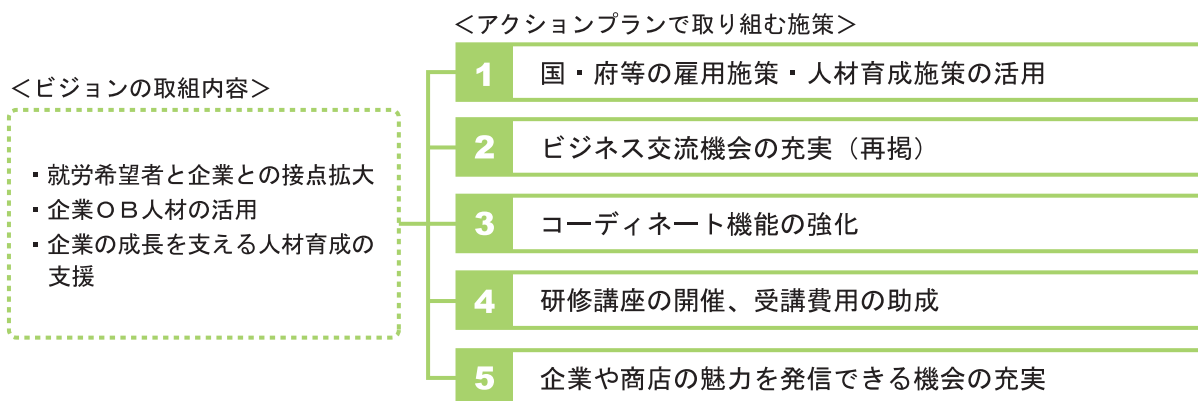 ＜ビジョンの取組内容＞
・就労希望者と企業との接点拡大
・企業ＯＢ人材の活用
・企業の成長を支える人材育成の
支援
＜アクションプランで取り組む施策＞
1 国・府等の雇用施策・人材育成施策の活用
2 ビジネス交流機会の充実（再掲）
3 コーディネート機能の強化
4 研修講座の開催、受講費用の助成
5 企業や商店の魅力を発信できる機会の充実